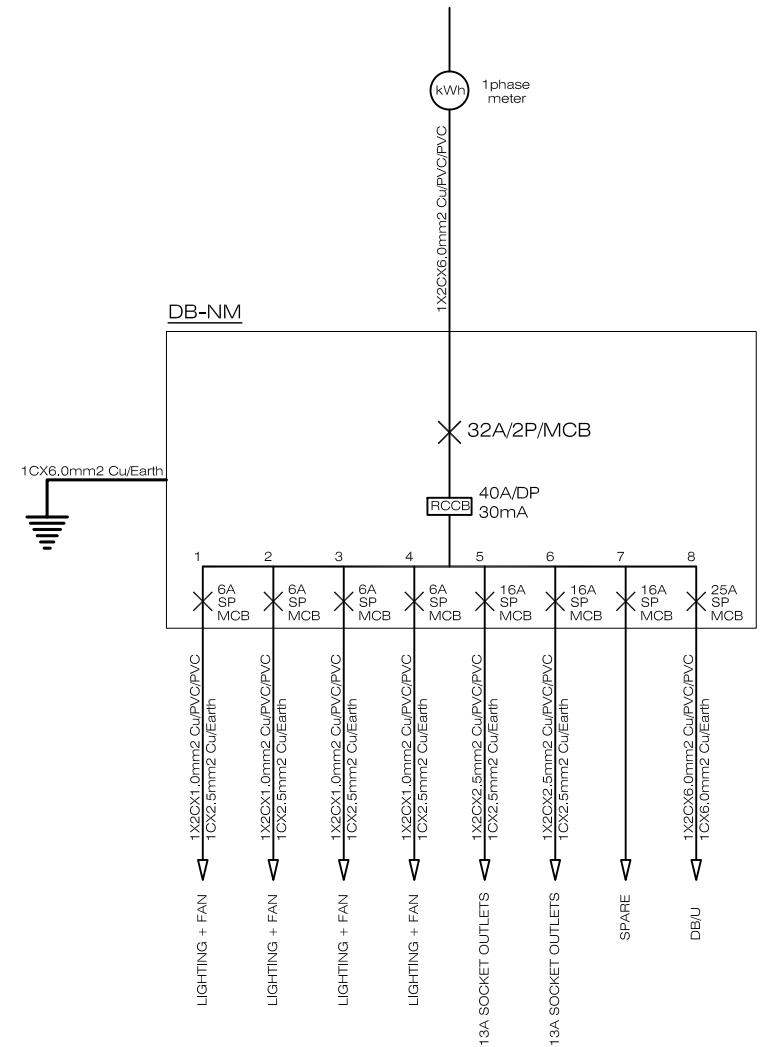 kWh
1phase
meter
1X2CX6.0mm2 Cu/PVC/PVC
DB-NM
32A/2P/MCB
1CX6.0mm2 Cu/Earth
RCCB
40A/DP
30mA
1
2
3
4
5
6
7
8
6A
SP
MCB
6A
SP
MCB
6A
SP
MCB
6A
SP
MCB
16A
SP
MCB
16A
SP
MCB
16A
SP
MCB
25A
SP
MCB
1X2CX1.0mm2 Cu/PVC/PVC
1CX2.5mm2 Cu/Earth
1X2CX1.0mm2 Cu/PVC/PVC
1CX2.5mm2 Cu/Earth
1X2CX1.0mm2 Cu/PVC/PVC
1CX2.5mm2 Cu/Earth
1X2CX1.0mm2 Cu/PVC/PVC
1CX2.5mm2 Cu/Earth
1X2CX2.5mm2 Cu/PVC/PVC
1CX2.5mm2 Cu/Earth
1X2CX2.5mm2 Cu/PVC/PVC
1CX2.5mm2 Cu/Earth
1X2CX6.0mm2 Cu/PVC/PVC
1CX6.0mm2 Cu/Earth
LIGHTING + FAN
LIGHTING + FAN
LIGHTING + FAN
LIGHTING + FAN
13A SOCKET OUTLETS
13A SOCKET OUTLETS
SPARE
DB/U